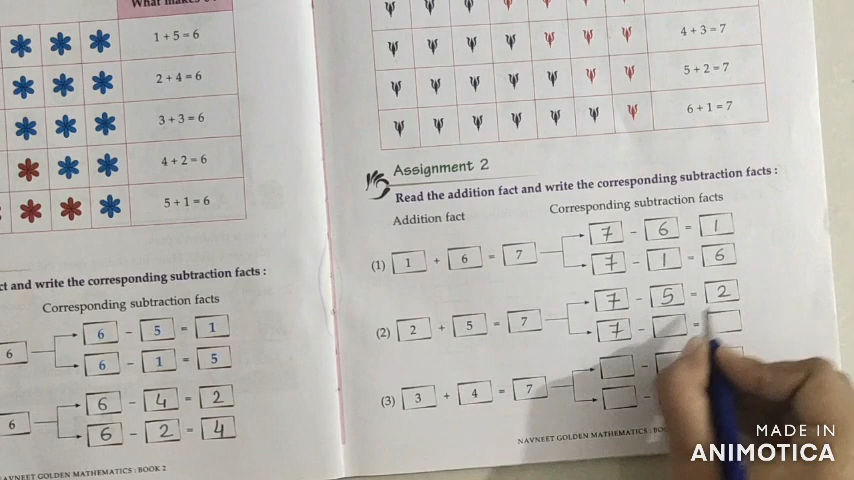 What makes
1 + 5 = 6
2 + 4 = 6
3 + 3 = 6
4 + 2 = 6
5 + 1 = 6
ct and write the corresponding subtraction facts :
Corresponding subtraction facts
6
6 − 5 = 1
6 − 1 = 5
6
6 − 4 = 2
6 − 2 = 4
NAVNEET GOLDEN MATHEMATICS : BOOK 2
4 + 3 = 7
5 + 2 = 7
6 + 1 = 7
Assignment 2
Read the addition fact and write the corresponding subtraction facts :
Addition fact Corresponding subtraction facts
(1) 1 + 6 = 7
7 − 6 = 1
7 − 1 = 6
(2) 2 + 5 = 7
7 − 5 = 2
7 − =
(3) 3 + 4 = 7
−
−
NAVNEET GOLDEN MATHEMATICS : BO
MADE IN
ANIMOTICA